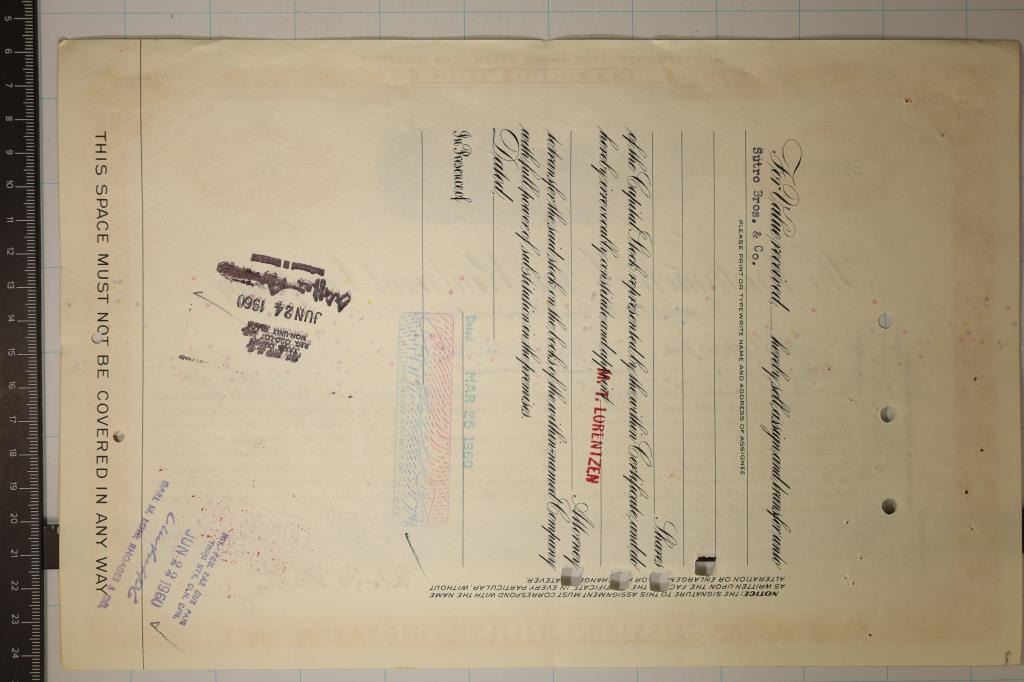 For Value received, hereby sell, assign and transfer unto
Sutro Bros. & Co.
PLEASE PRINT OR TYPEWRITE NAME AND ADDRESS OF ASSIGNEE
Shares
of the Capital Stock represented by the within Certificate, and do
hereby irrevocably constitute and appoint
M. T. LORENTZEN
Attorney
to transfer the said stock on the books of the within-named Company
with full power of substitution in the premises.
Dated,
MAR 25 1960
In Presence of
NOTICE: THE SIGNATURE TO THIS ASSIGNMENT MUST CORRESPOND WITH THE NAME
AS WRITTEN UPON THE FACE THE CERTIFICATE IN EVERY PARTICULAR, WITHOUT
ALTERATION OR ENLARGEM OR CHANGE ATEVER.
JUN 24 1960
JUN 22 1960
THIS SPACE MUST NOT BE COVERED IN ANY WAY